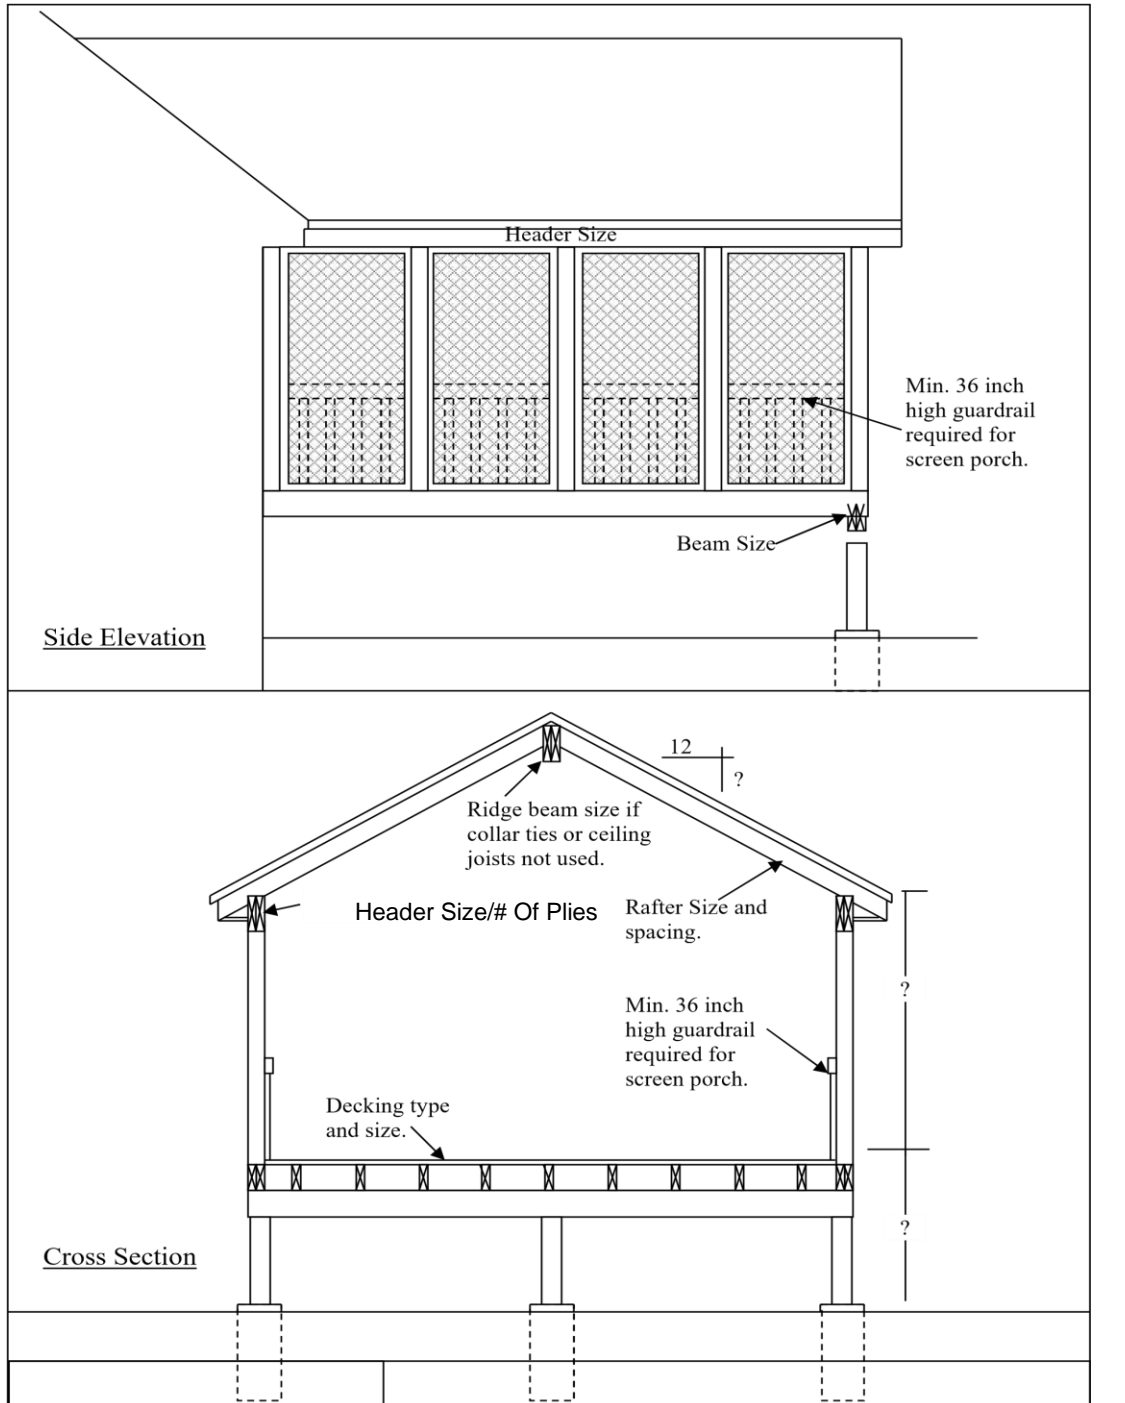 Header Size
Min. 36 inch
high guardrail
required for
screen porch.
Beam Size
Side Elevation
12
?
Ridge beam size if
collar ties or ceiling
joists not used.
Header Size/# Of Plies
Rafter Size and
spacing.
?
Min. 36 inch
high guardrail
required for
screen porch.
Decking type
and size.
?
Cross Section